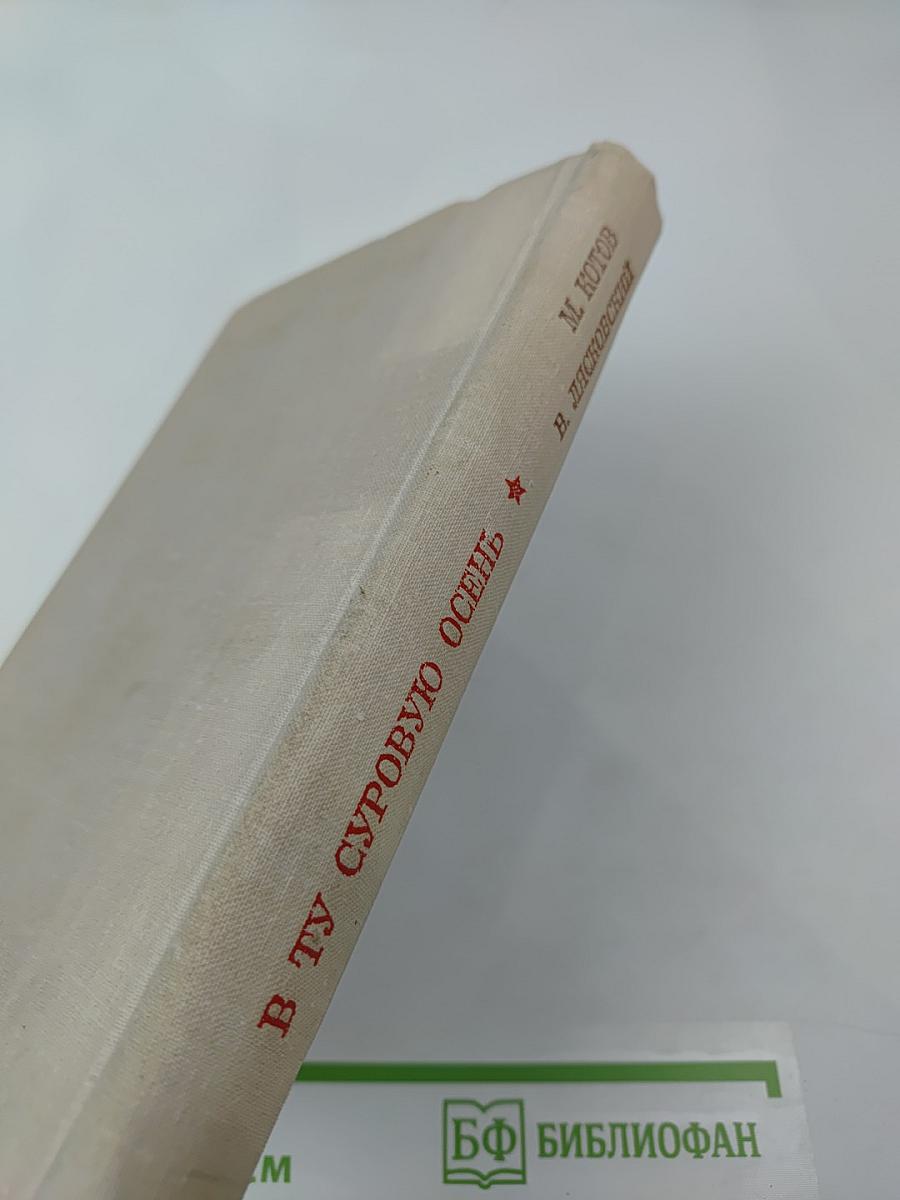 М. КОТОВ
В. ЛЯСКОВСКИЙ
В ТУ СУРОВУЮ ОСЕНЬ
БФ БИБЛИОФАН